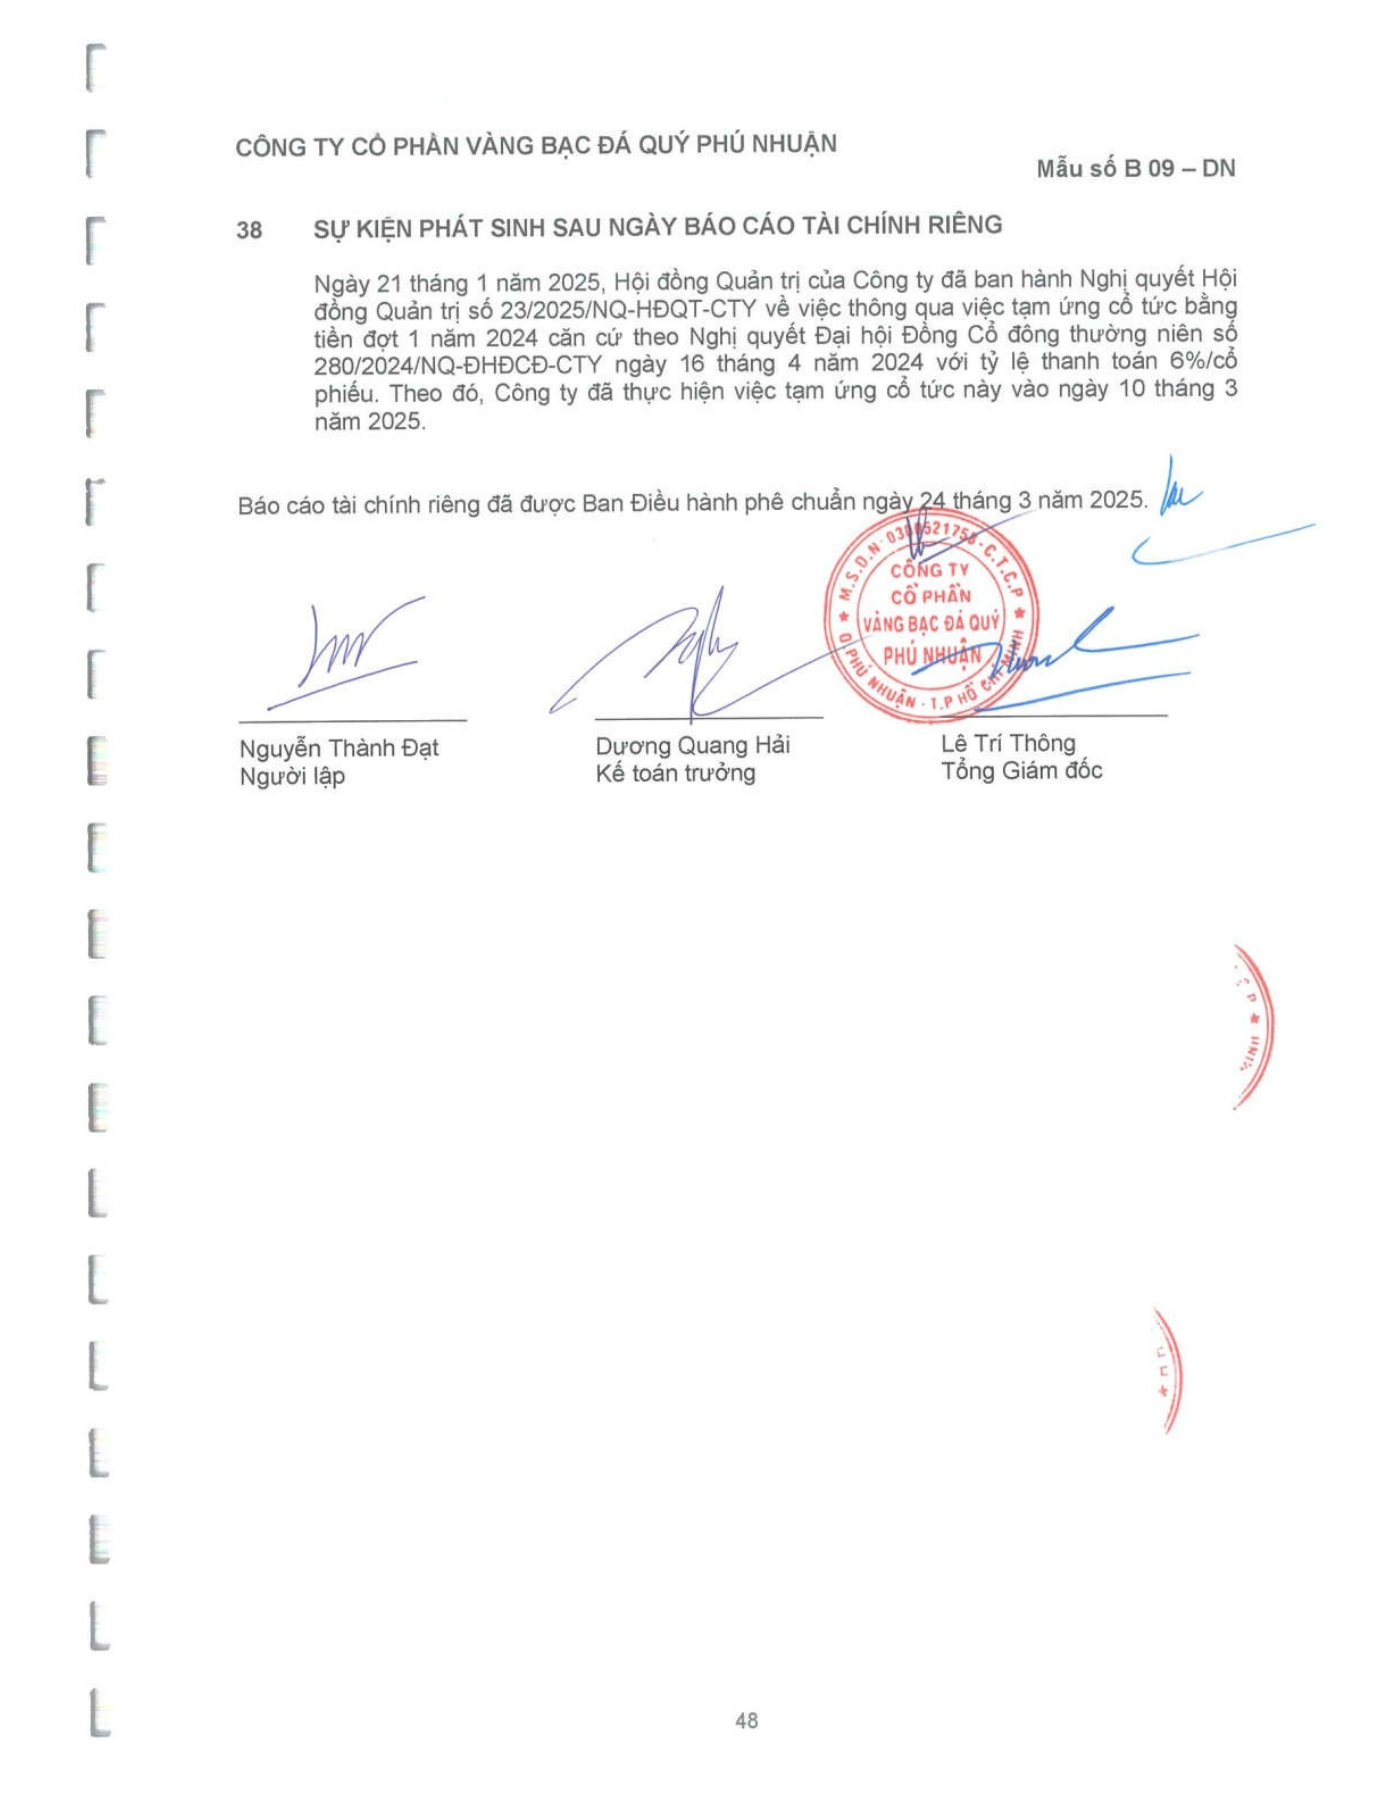 CÔNG TY CỔ PHẦN VÀNG BẠC ĐÁ QUÝ PHÚ NHUẬN
Mẫu số B 09 – DN
38 SỰ KIỆN PHÁT SINH SAU NGÀY BÁO CÁO TÀI CHÍNH RIÊNG
Ngày 21 tháng 1 năm 2025, Hội đồng Quản trị của Công ty đã ban hành Nghị quyết Hội
đồng Quản trị số 23/2025/NQ-HĐQT-CTY về việc thông qua việc tạm ứng cổ tức bằng
tiền đợt 1 năm 2024 căn cứ theo Nghị quyết Đại hội Đồng Cổ đông thường niên số
280/2024/NQ-ĐHĐCĐ-CTY ngày 16 tháng 4 năm 2024 với tỷ lệ thanh toán 6%/cổ
phiếu. Theo đó, Công ty đã thực hiện việc tạm ứng cổ tức này vào ngày 10 tháng 3
năm 2025.
Báo cáo tài chính riêng đã được Ban Điều hành phê chuẩn ngày 24 tháng 3 năm 2025.
M.S.D.N: 0300521758-C.T.C.P
CÔNG TY
CỔ PHẦN
VÀNG BẠC ĐÁ QUÝ
PHÚ NHUẬN
Q.PHÚ NHUẬN - T.P HỒ CHÍ MINH
Nguyễn Thành Đạt
Người lập
Dương Quang Hải
Kế toán trưởng
Lê Trí Thông
Tổng Giám đốc
48